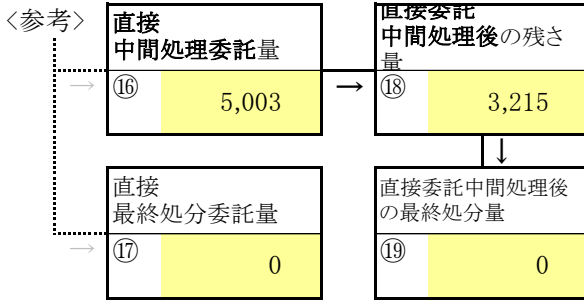 <参考>
直接
中間処理委託量
⑯
5,003
→
→
直接委託
中間処理後の残さ
量
⑱
3,215
↓
直接
最終処分委託量
⑰
0
→
直接委託中間処理後
の最終処分量
⑲
0